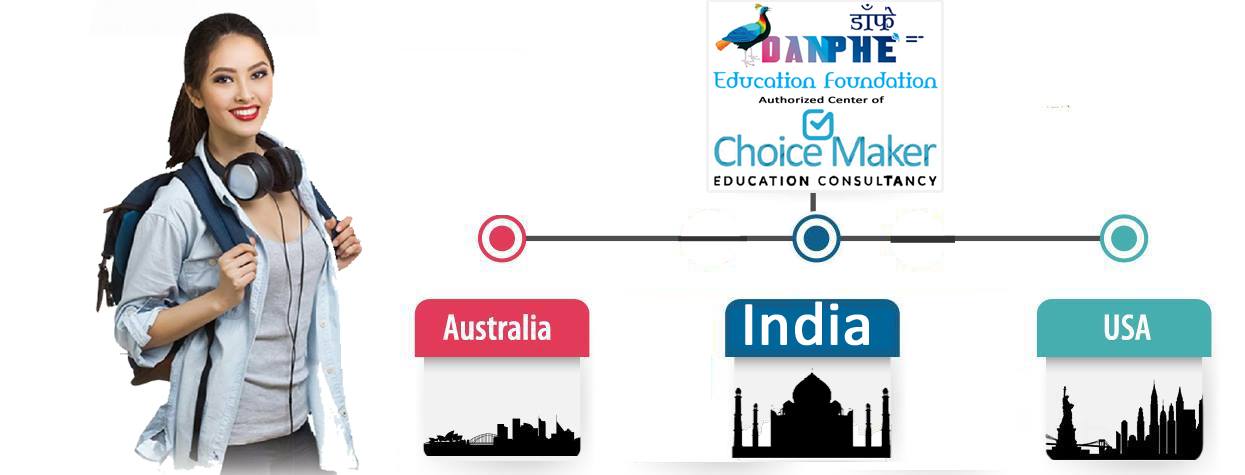 डाँफे
DANPHE
Education Foundation
Authorized Center of
Choice Maker
EDUCATION CONSULTANCY
Australia
India
USA